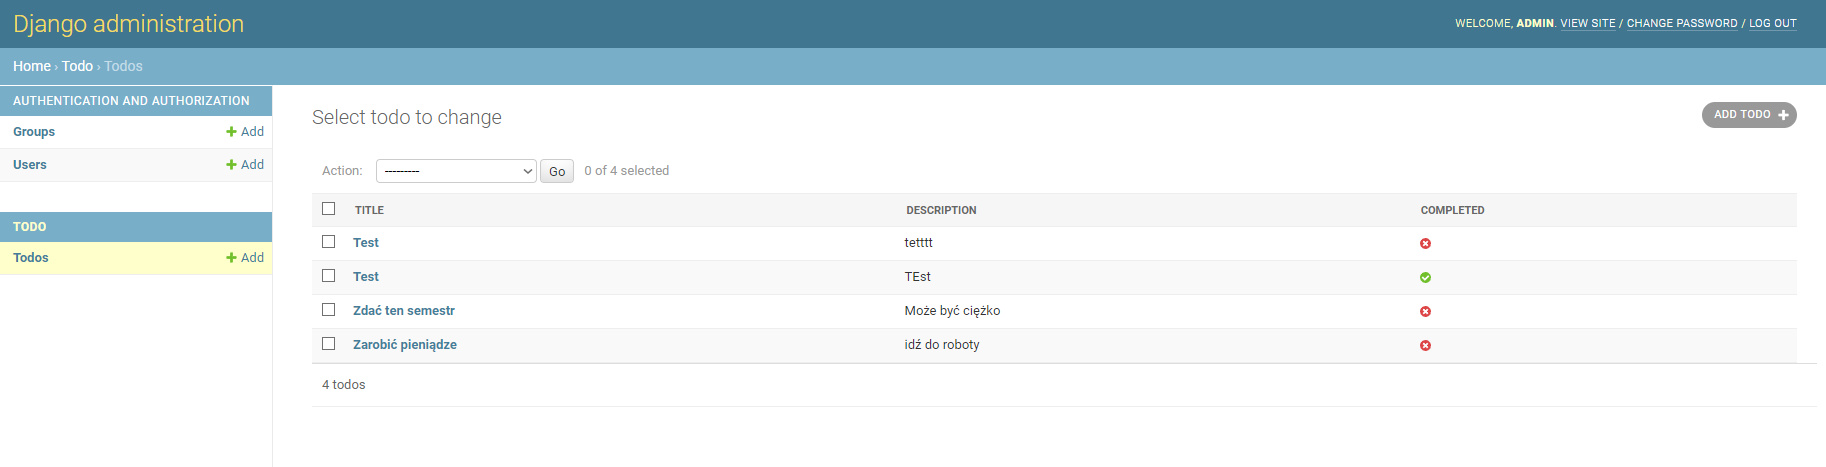 Django administration
WELCOME, ADMIN. VIEW SITE / CHANGE PASSWORD / LOG OUT
Home › Todo › Todos
AUTHENTICATION AND AUTHORIZATION
Groups + Add
Users + Add
TODO
Todos + Add
Select todo to change
ADD TODO +
Action: --------- Go 0 of 4 selected
TITLE DESCRIPTION COMPLETED
Test tetttt
Test TEst
Zdać ten semestr Może być ciężko
Zarobić pieniądze idź do roboty
4 todos